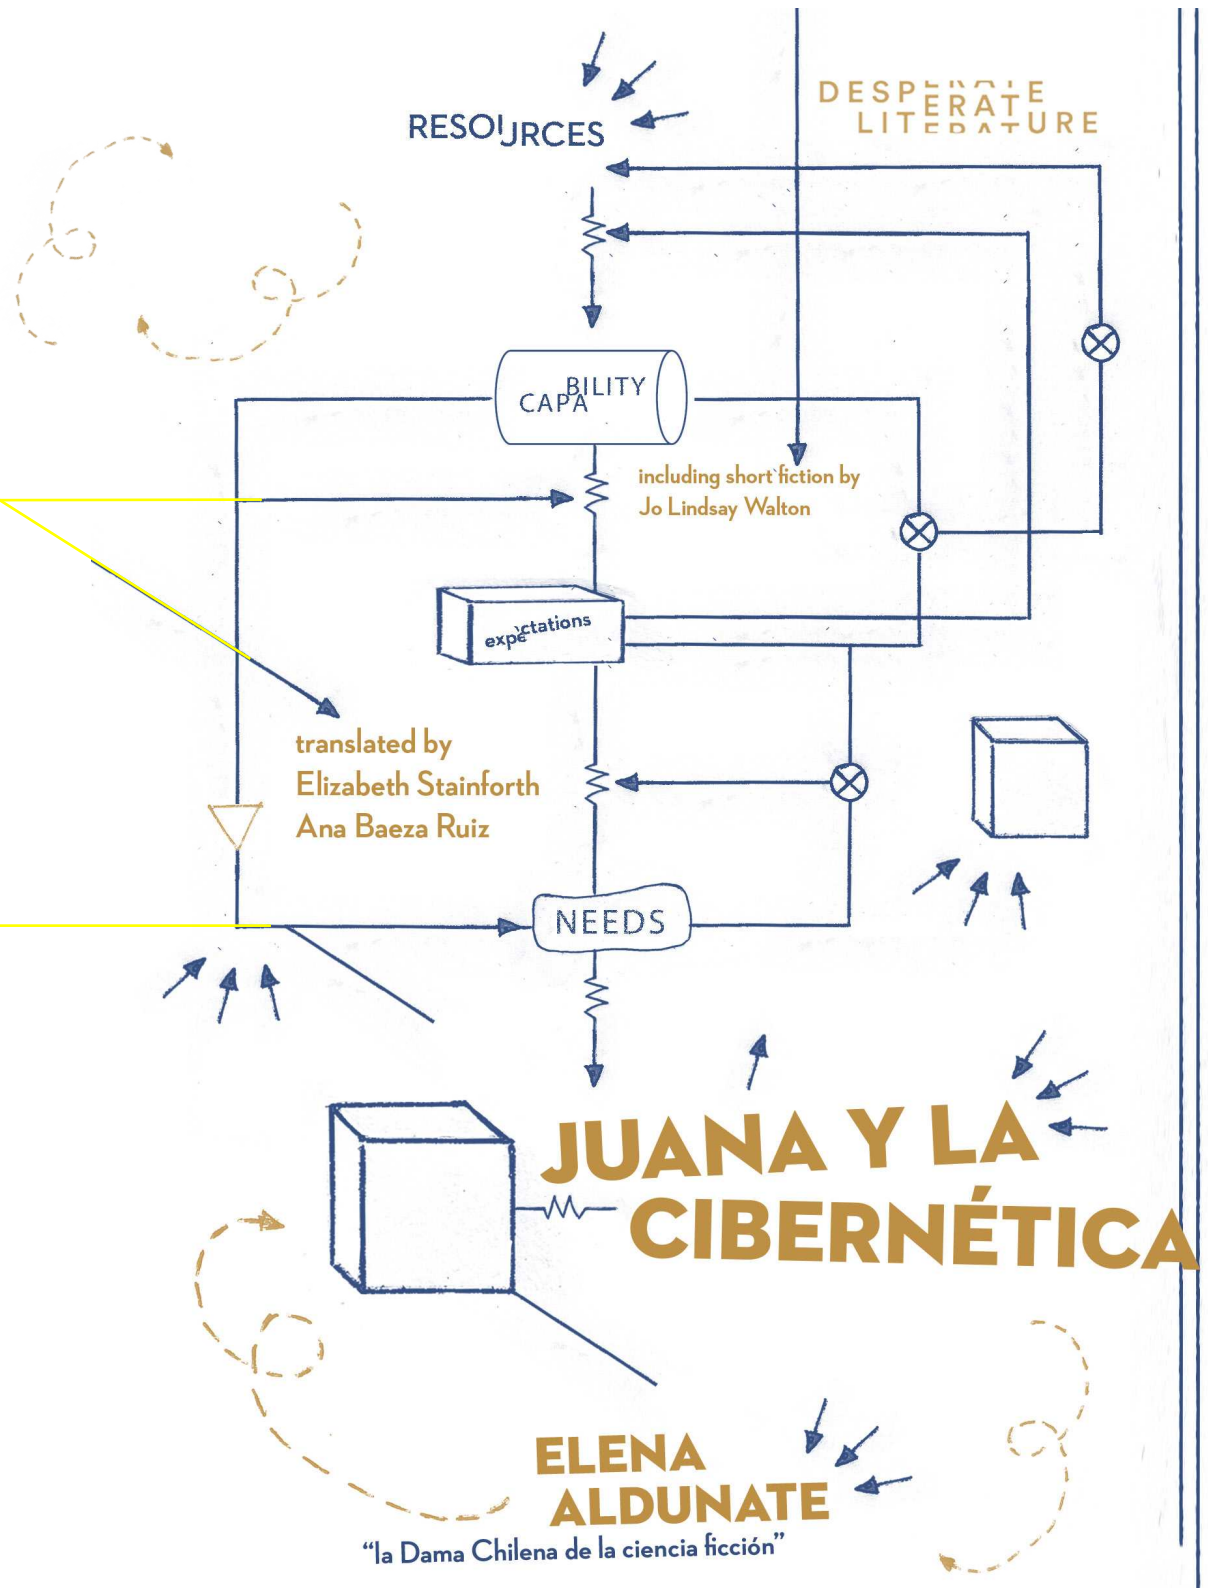 DESPERATE
LITERATURE
RESOURCES
CAPABILITY
including short fiction by
Jo Lindsay Walton
expectations
translated by
Elizabeth Stainforth
Ana Baeza Ruiz
NEEDS
JUANA Y LA
CIBERNÉTICA
ELENA
ALDUNATE
“la Dama Chilena de la ciencia ficción”